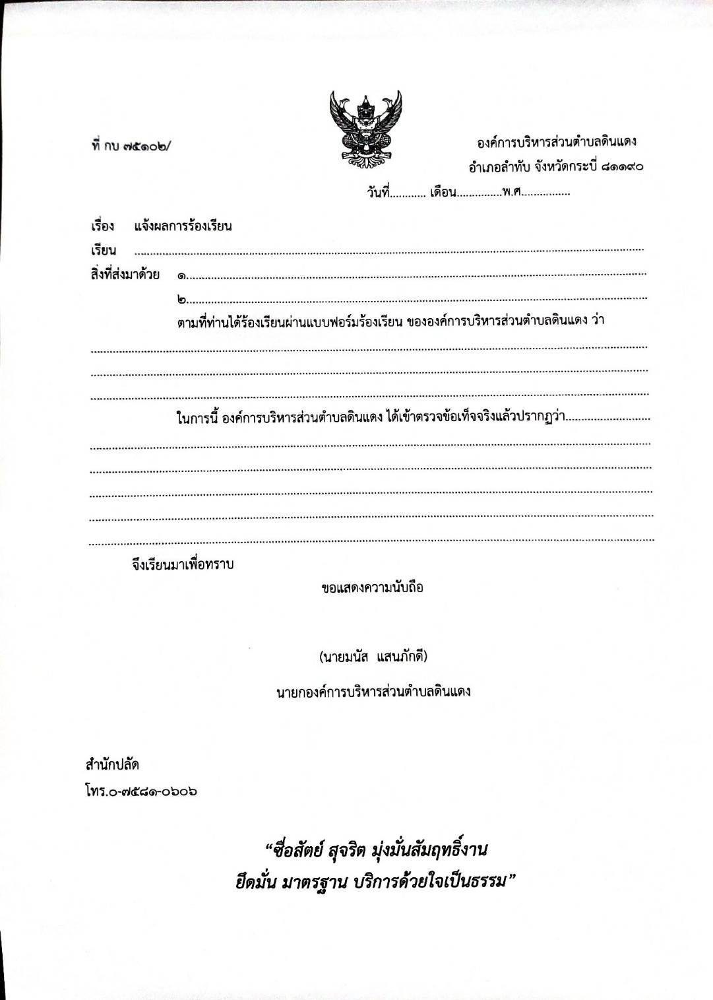 ที่ กบ ๗๕๑๐๒/
องค์การบริหารส่วนตำบลดินแดง
อำเภอลำทับ จังหวัดกระบี่ ๘๑๑๙๐
วันที่............ เดือน...............พ.ศ................
เรื่อง แจ้งผลการร้องเรียน
เรียน ................................................................................
สิ่งที่ส่งมาด้วย ๑................................................................................
๒................................................................................
ตามที่ท่านได้ร้องเรียนผ่านแบบฟอร์มร้องเรียน ขององค์การบริหารส่วนตำบลดินแดง ว่า
................................................................................
................................................................................
................................................................................
ในการนี้ องค์การบริหารส่วนตำบลดินแดง ได้เข้าตรวจข้อเท็จจริงแล้วปรากฏว่า............................
................................................................................
................................................................................
................................................................................
................................................................................
................................................................................
จึงเรียนมาเพื่อทราบ
ขอแสดงความนับถือ
(นายมนัส แสนภักดี)
นายกองค์การบริหารส่วนตำบลดินแดง
สำนักปลัด
โทร.๐-๗๕๘๑-๐๖๐๖
“ซื่อสัตย์ สุจริต มุ่งมั่นสัมฤทธิ์งาน
ยึดมั่น มาตรฐาน บริการด้วยใจเป็นธรรม”